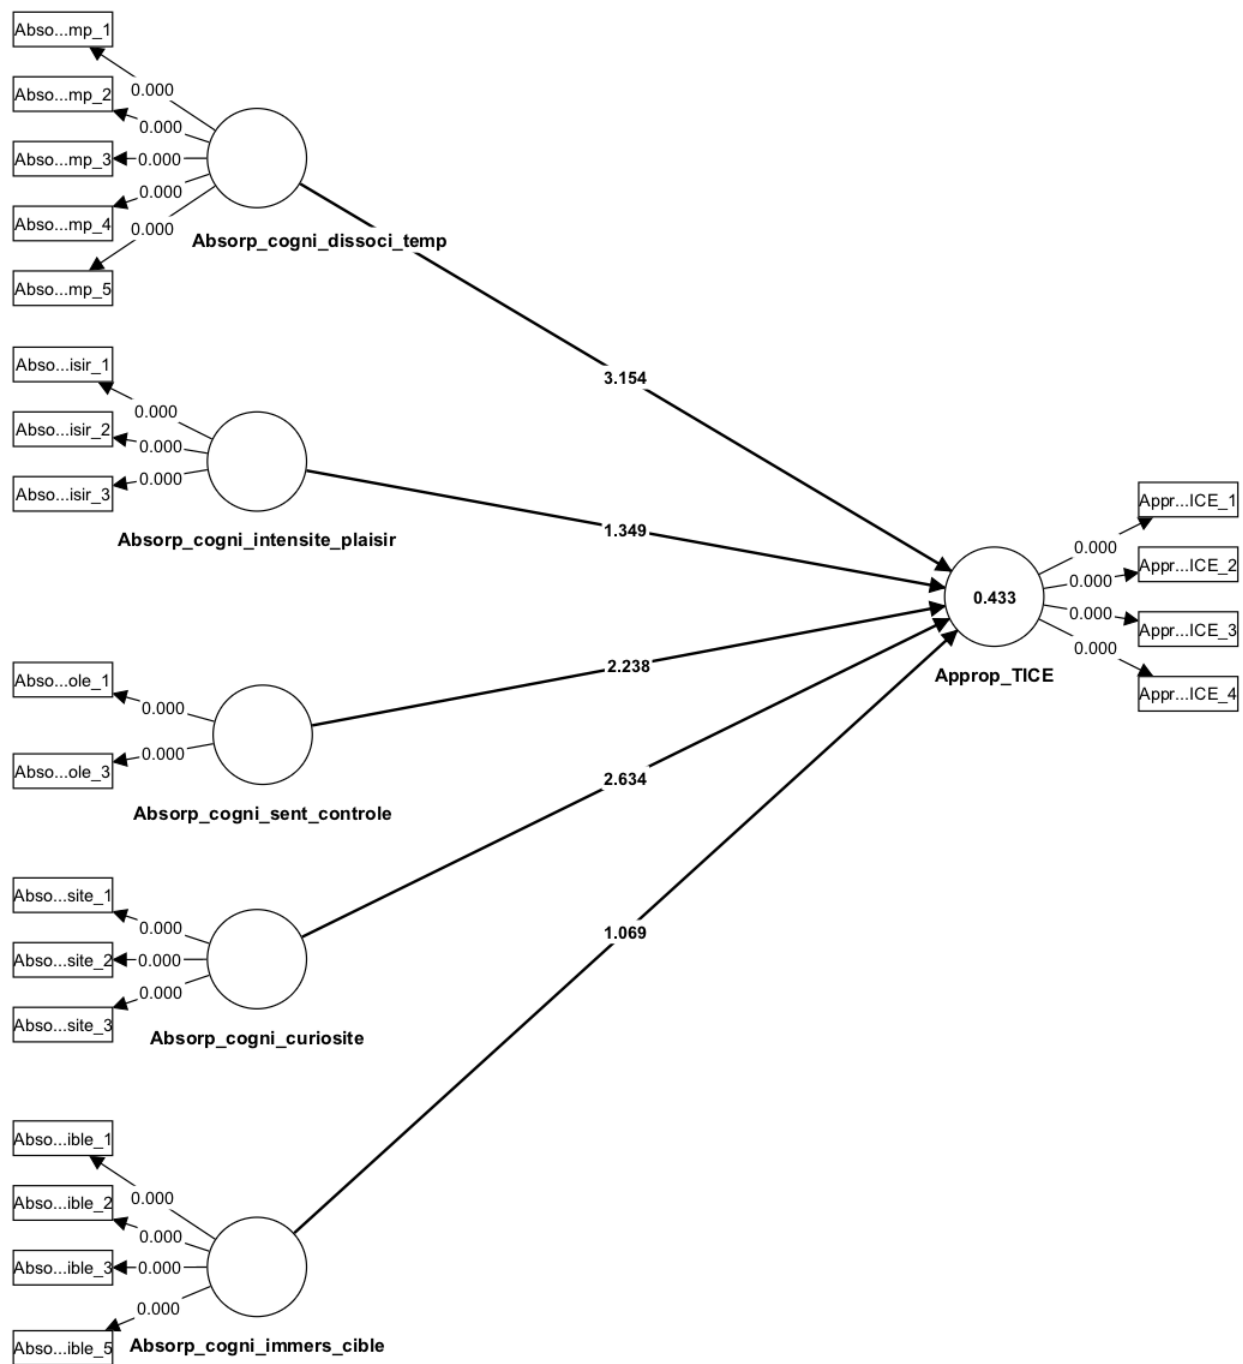 Abso...mp_1
0.000
Abso...mp_2
0.000
Abso...mp_3
0.000
0.000
Abso...mp_4
0.000
Absorp_cogni_dissoci_temp
Abso...mp_5
Abso...isir_1
3.154
0.000
Abso...isir_2
0.000
0.000
Abso...isir_3
Absorp_cogni_intensite_plaisir
1.349
Appr...ICE_1
0.000
Appr...ICE_2
0.000
0.433
0.000
Appr...ICE_3
0.000
Approp_TICE
Appr...ICE_4
Abso...ole_1
0.000
2.238
0.000
Abso...ole_3
Absorp_cogni_sent_controle
2.634
Abso...site_1
0.000
Abso...site_2
0.000
0.000
Abso...site_3
Absorp_cogni_curiosite
1.069
Abso...ible_1
0.000
Abso...ible_2
0.000
Abso...ible_3
0.000
0.000
Abso...ible_5
Absorp_cogni_immers_cible